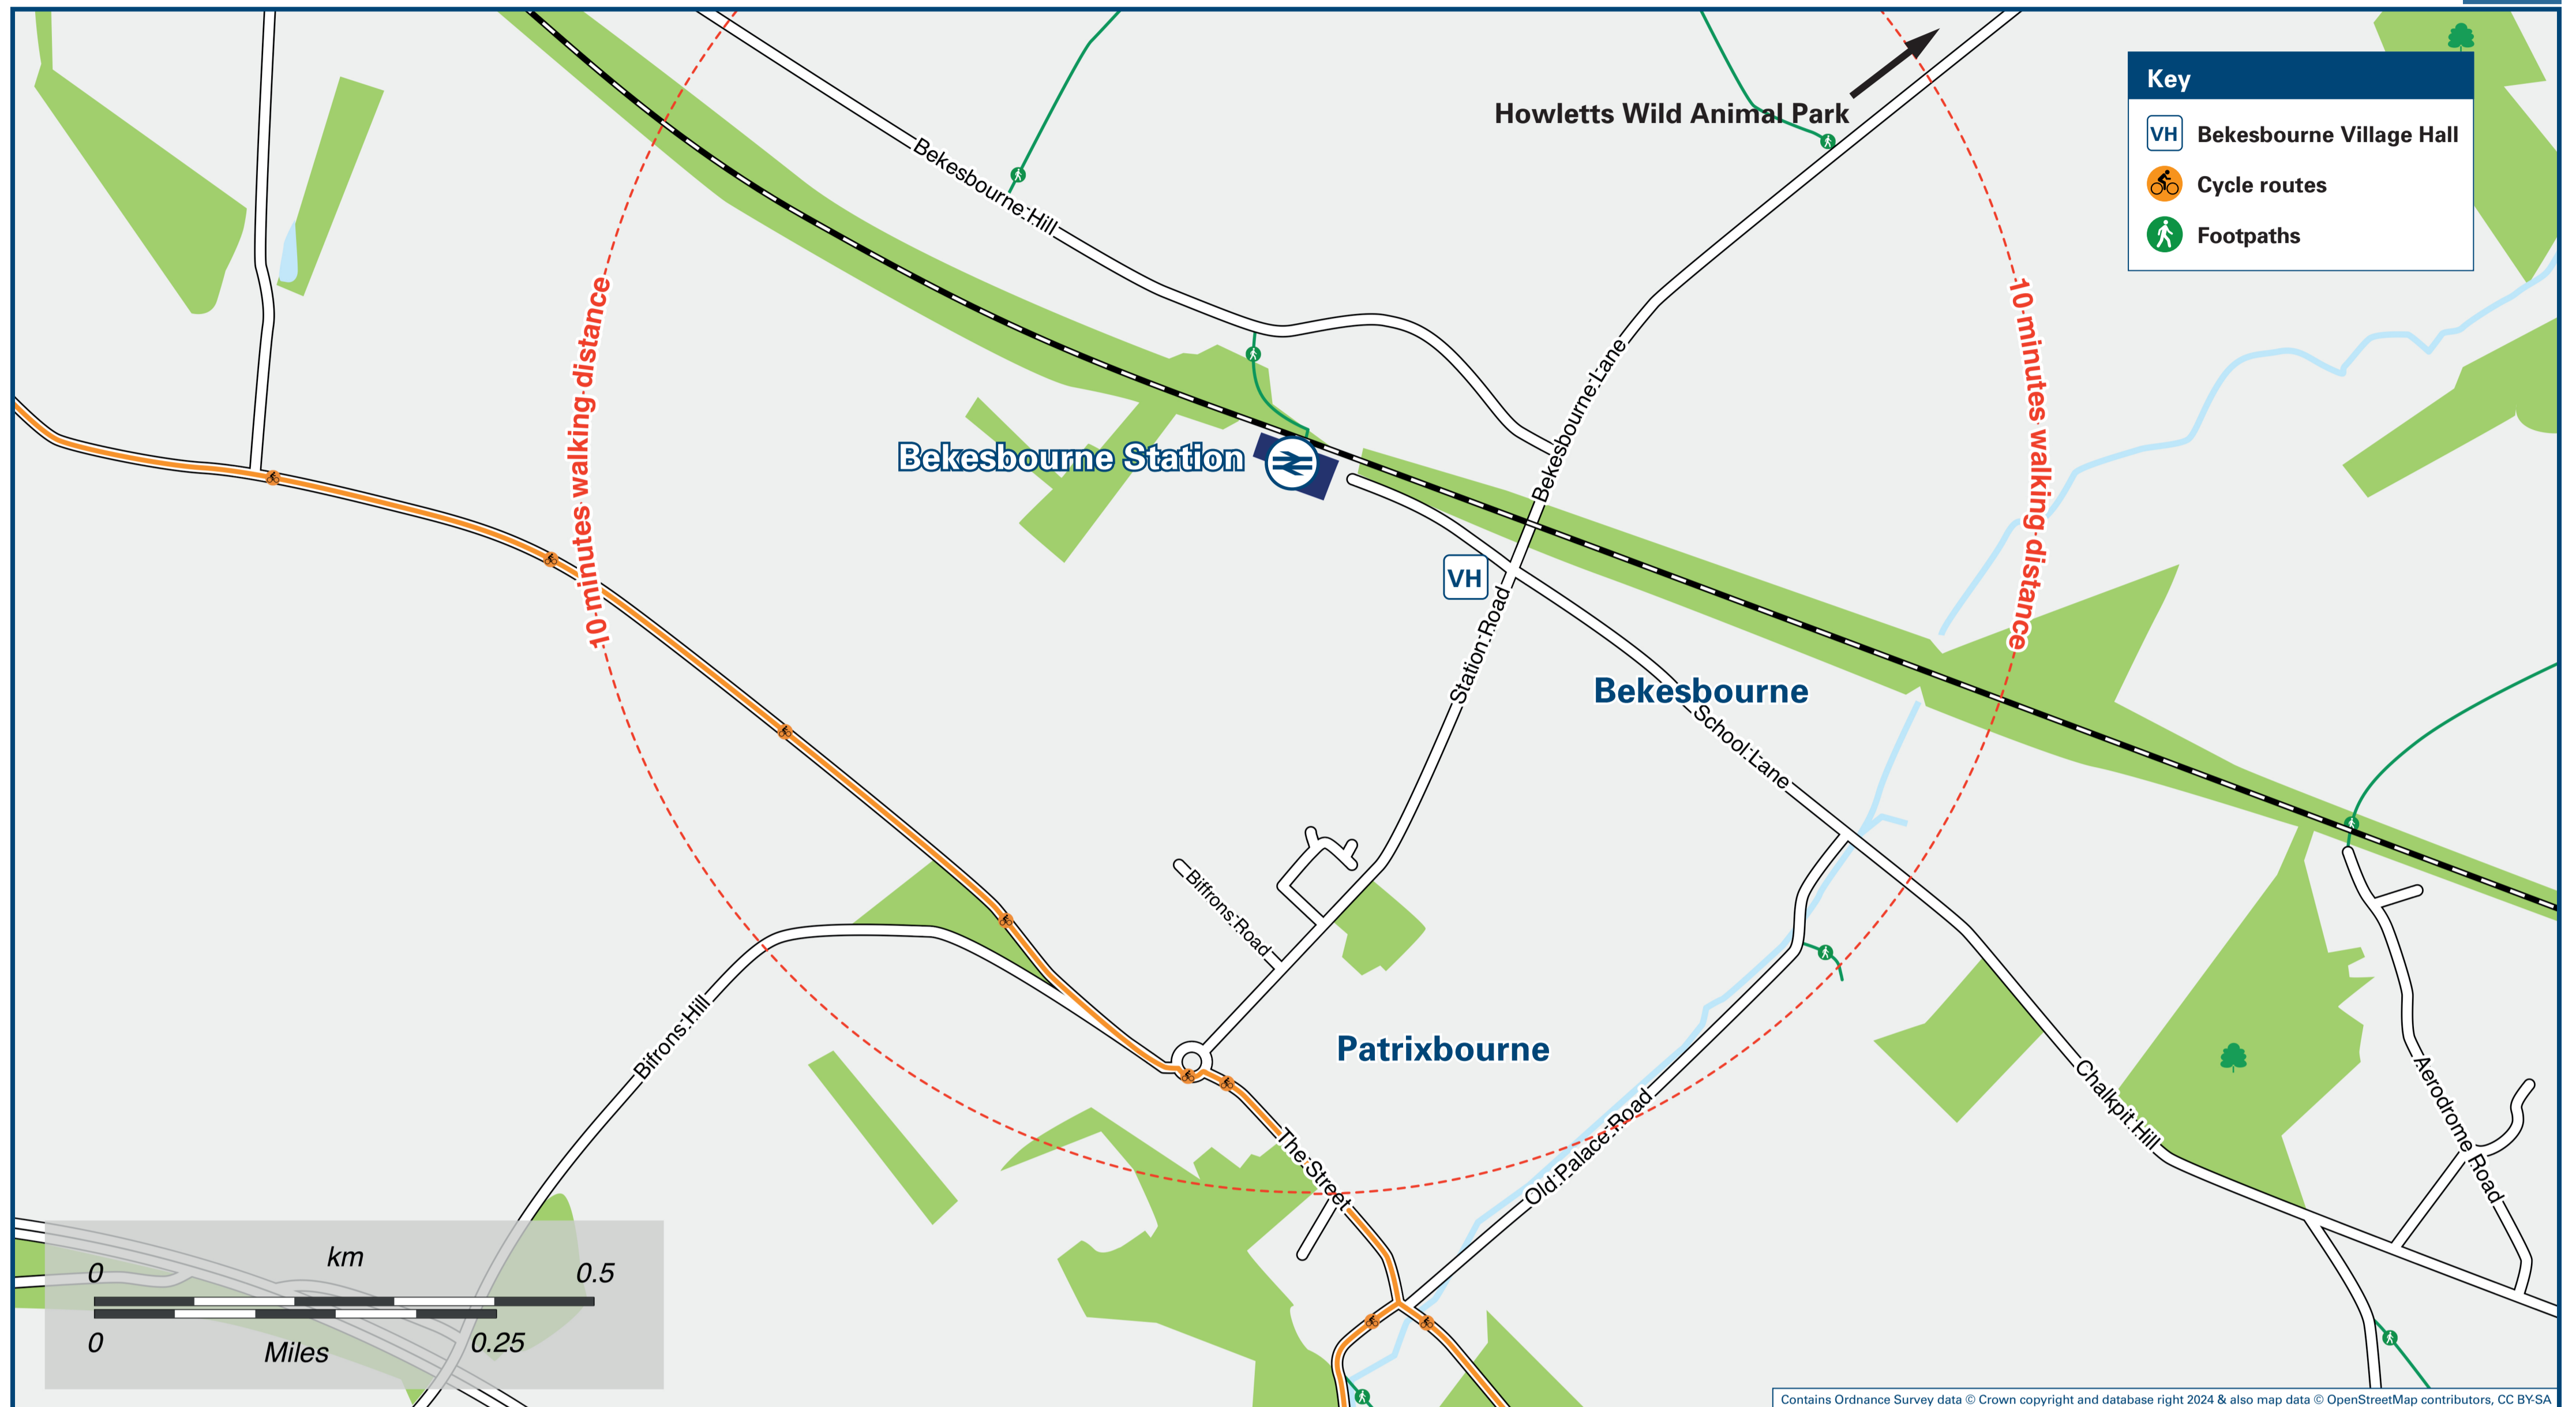 Howletts Wild Animal Park
Key
VH Bekesbourne Village Hall
Cycle routes
Footpaths
Bekesbourne Hill
10 minutes walking distance
10 minutes walking distance
Bekesbourne Lane
Bekesbourne Station
VH
Station Road
Bekesbourne
School Lane
Biffrons Road
Bifrons Hill
Patrixbourne
The Street
Old Palace Road
Chalkpit Hill
Aerodrome Road
km
0 0.5
0 0.25
Miles
Contains Ordnance Survey data © Crown copyright and database right 2024 & also map data © OpenStreetMap contributors, CC BY-SA